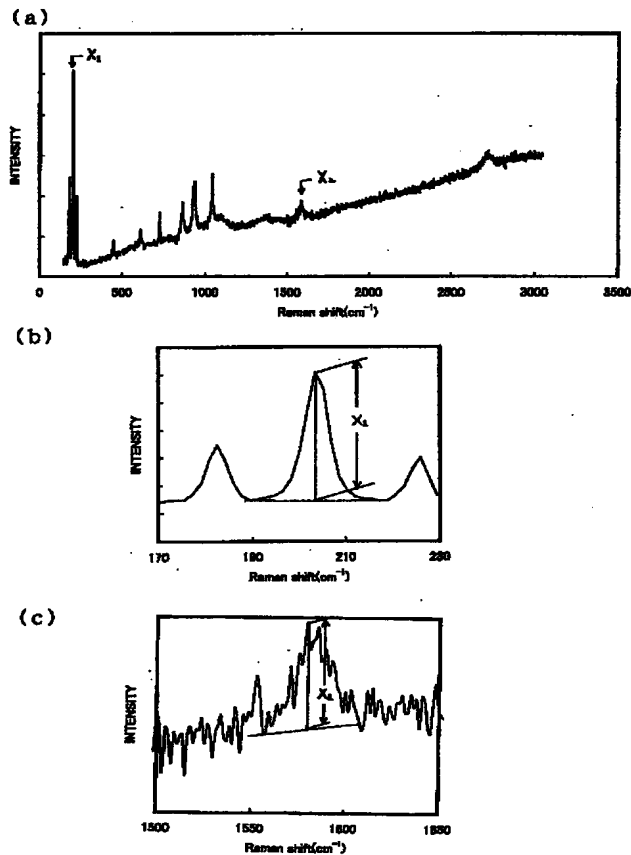 (a)
X₁
X₂
INTENSITY
0 500 1000 1500 2000 2500 3000 3500
Raman shift(cm⁻¹)
(b)
X₁
INTENSITY
170 190 210 230
Raman shift(cm⁻¹)
(c)
INTENSITY
1500 1550 1600 1650
Raman shift(cm⁻¹)